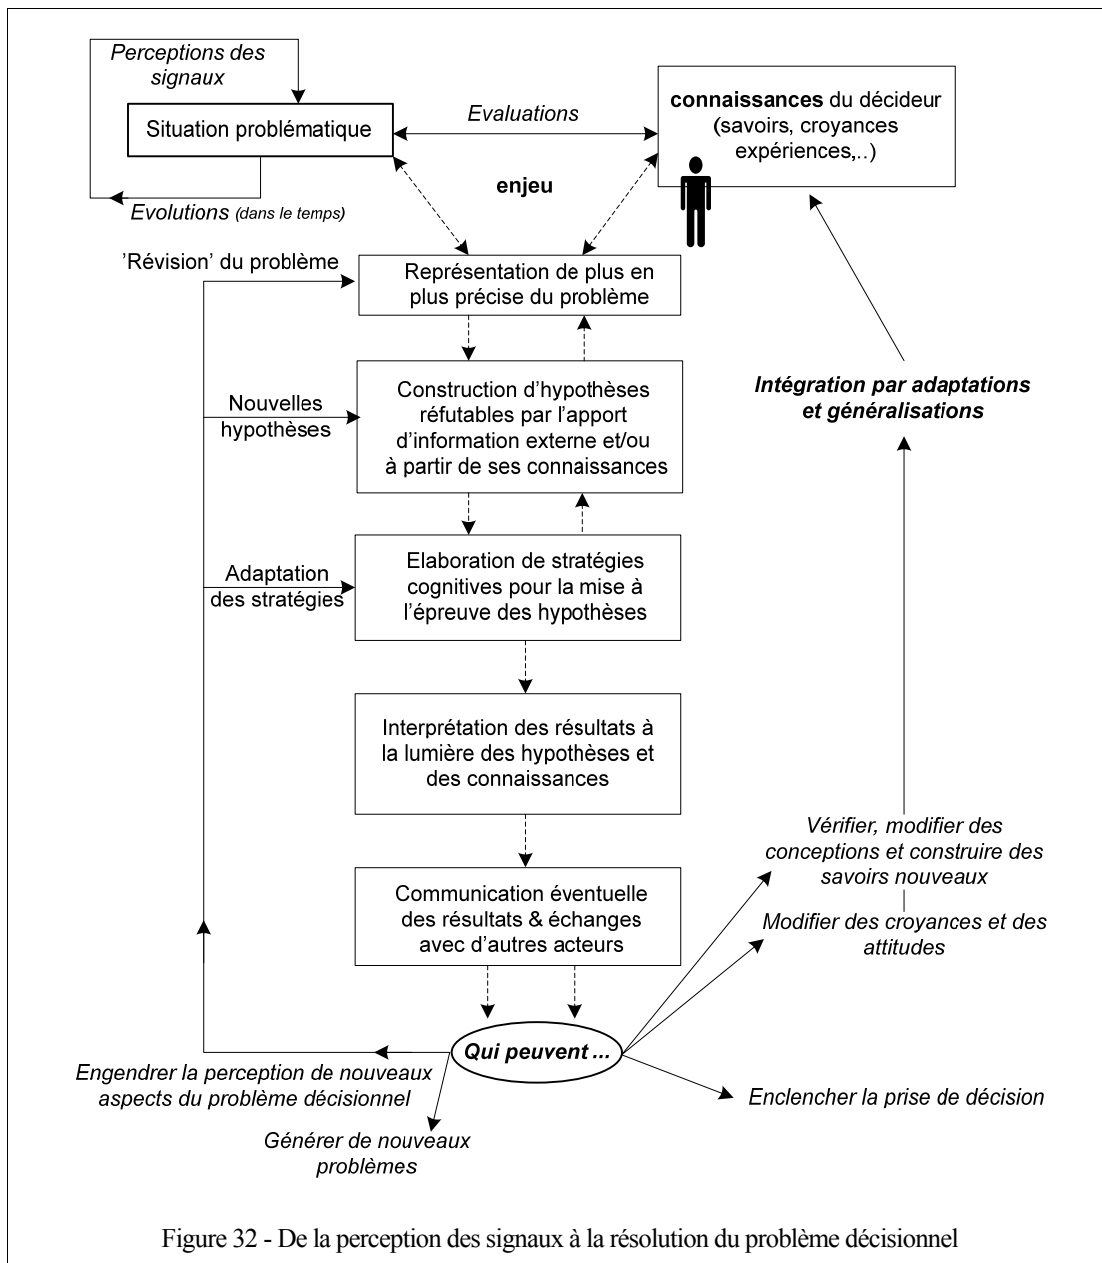 Perceptions des
signaux
Situation problématique
Evolutions (dans le temps)
Evaluations
enjeu
connaissances du décideur
(savoirs, croyances
expériences,..)
'Révision' du problème
Représentation de plus en
plus précise du problème
Nouvelles
hypothèses
Construction d'hypothèses
réfutables par l'apport
d'information externe et/ou
à partir de ses connaissances
Intégration par adaptations
et généralisations
Adaptation
des stratégies
Elaboration de stratégies
cognitives pour la mise à
l'épreuve des hypothèses
Interprétation des résultats à
la lumière des hypothèses et
des connaissances
Vérifier, modifier des
conceptions et construire des
savoirs nouveaux
Communication éventuelle
des résultats & échanges
avec d'autres acteurs
Modifier des croyances et des
attitudes
Qui peuvent ...
Engendrer la perception de nouveaux
aspects du problème décisionnel
Enclencher la prise de décision
Générer de nouveaux
problèmes
Figure 32 - De la perception des signaux à la résolution du problème décisionnel